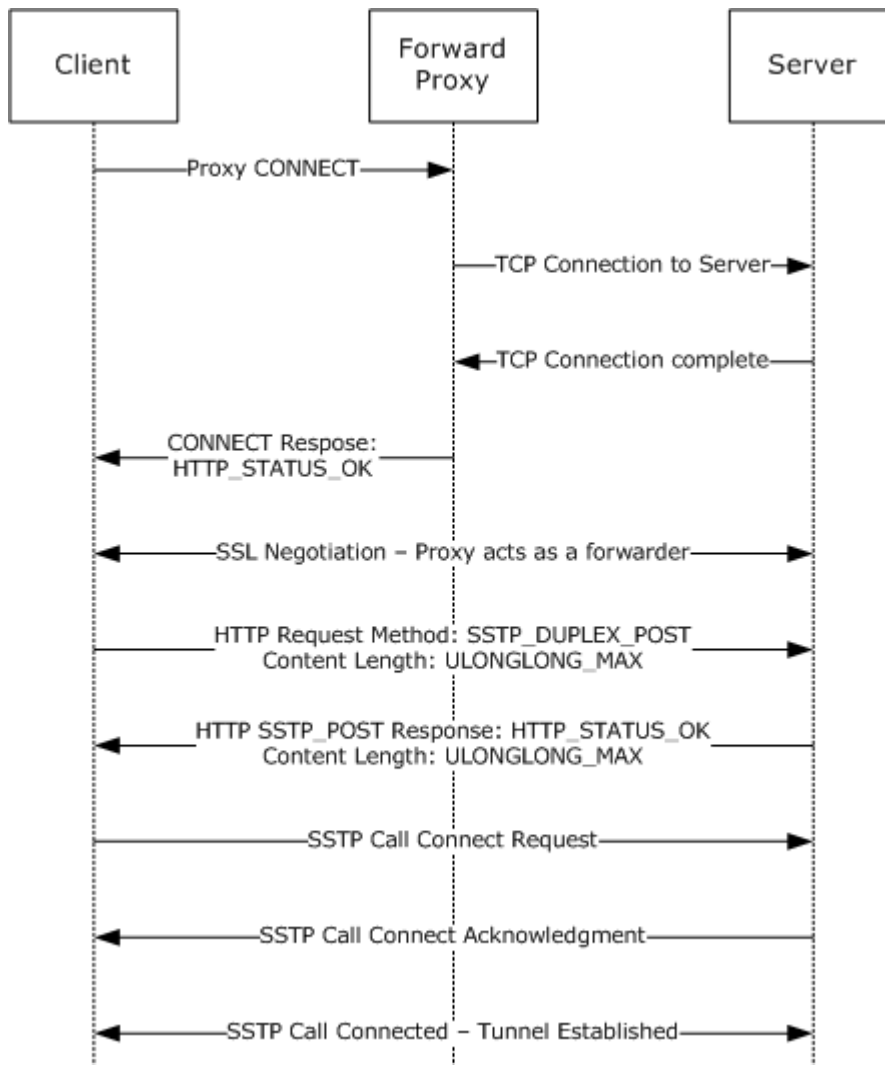 Client
Forward
Proxy
Server
Proxy CONNECT
TCP Connection to Server
TCP Connection complete
CONNECT Respose:
HTTP_STATUS_OK
SSL Negotiation – Proxy acts as a forwarder
HTTP Request Method: SSTP_DUPLEX_POST
Content Length: ULONGLONG_MAX
HTTP SSTP_POST Response: HTTP_STATUS_OK
Content Length: ULONGLONG_MAX
SSTP Call Connect Request
SSTP Call Connect Acknowledgment
SSTP Call Connected – Tunnel Established